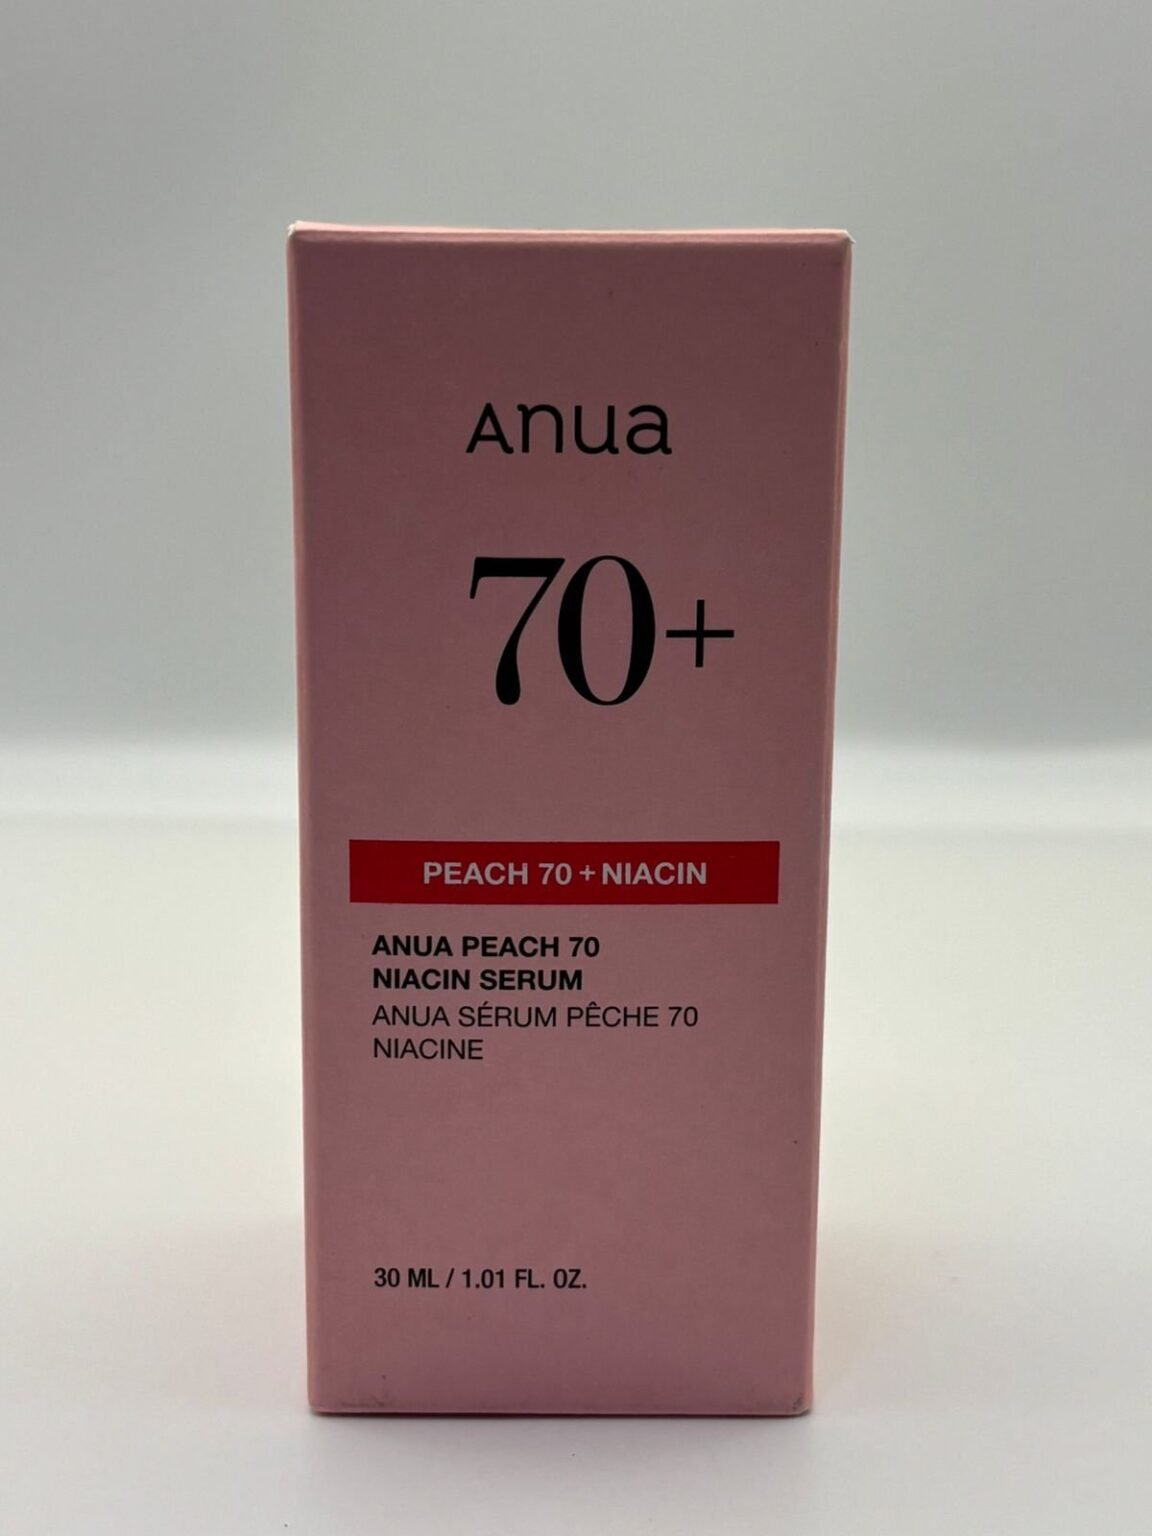 Anua
70+
PEACH 70 + NIACIN
ANUA PEACH 70
NIACIN SERUM
ANUA SÉRUM PÊCHE 70
NIACINE
30 ML / 1.01 FL. OZ.